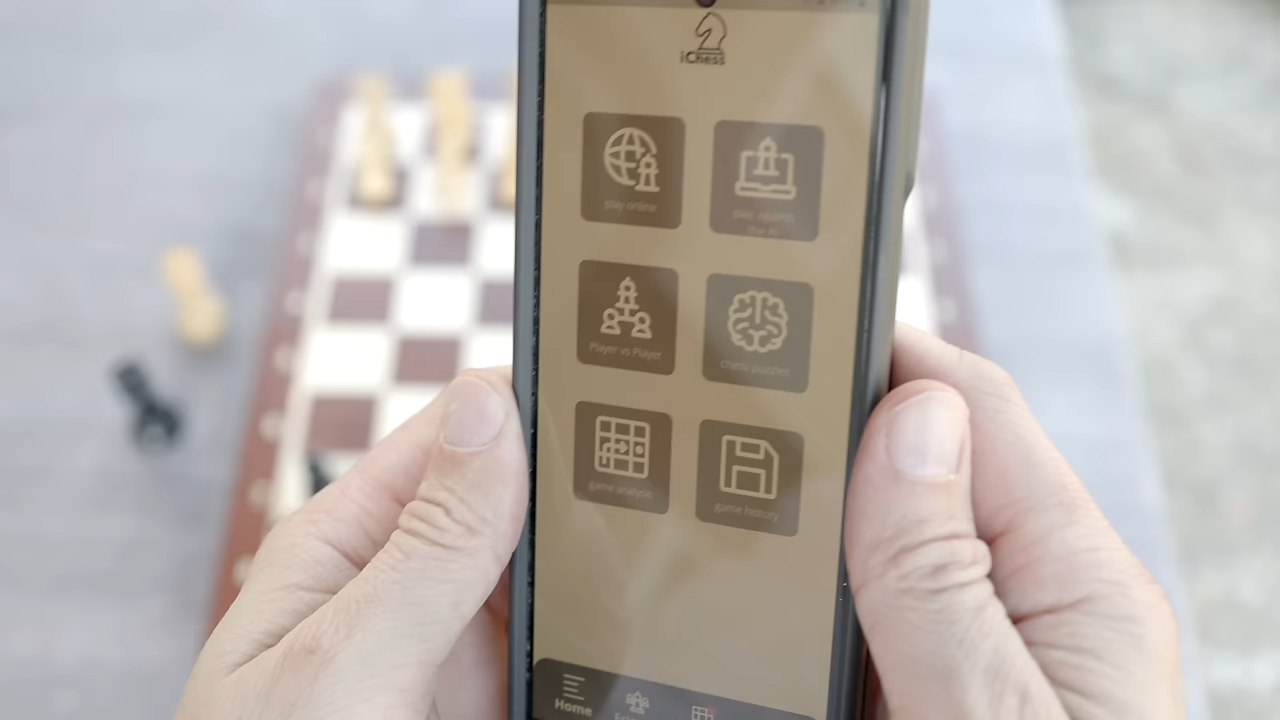 iChess
play online
play against
the AI
Player vs Player
chess puzzles
game analysis
game history
Home